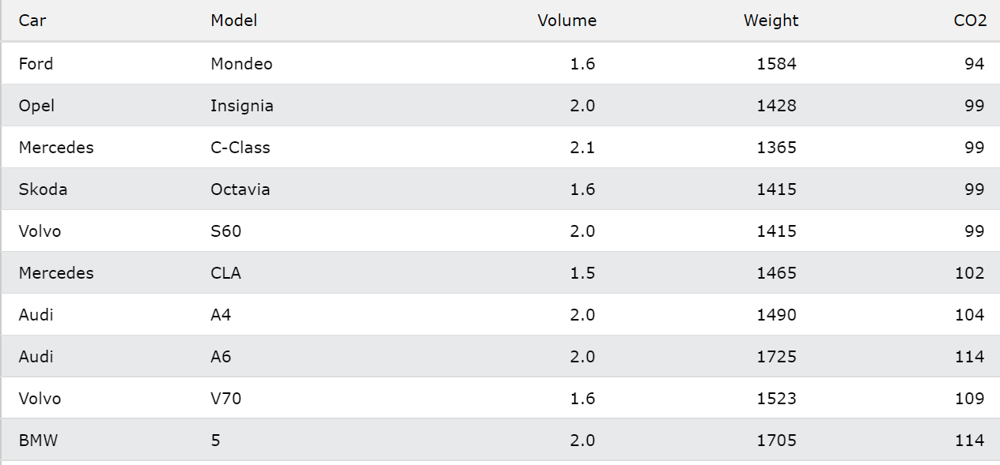 Car Model Volume Weight CO2
Ford Mondeo 1.6 1584 94
Opel Insignia 2.0 1428 99
Mercedes C-Class 2.1 1365 99
Skoda Octavia 1.6 1415 99
Volvo S60 2.0 1415 99
Mercedes CLA 1.5 1465 102
Audi A4 2.0 1490 104
Audi A6 2.0 1725 114
Volvo V70 1.6 1523 109
BMW 5 2.0 1705 114